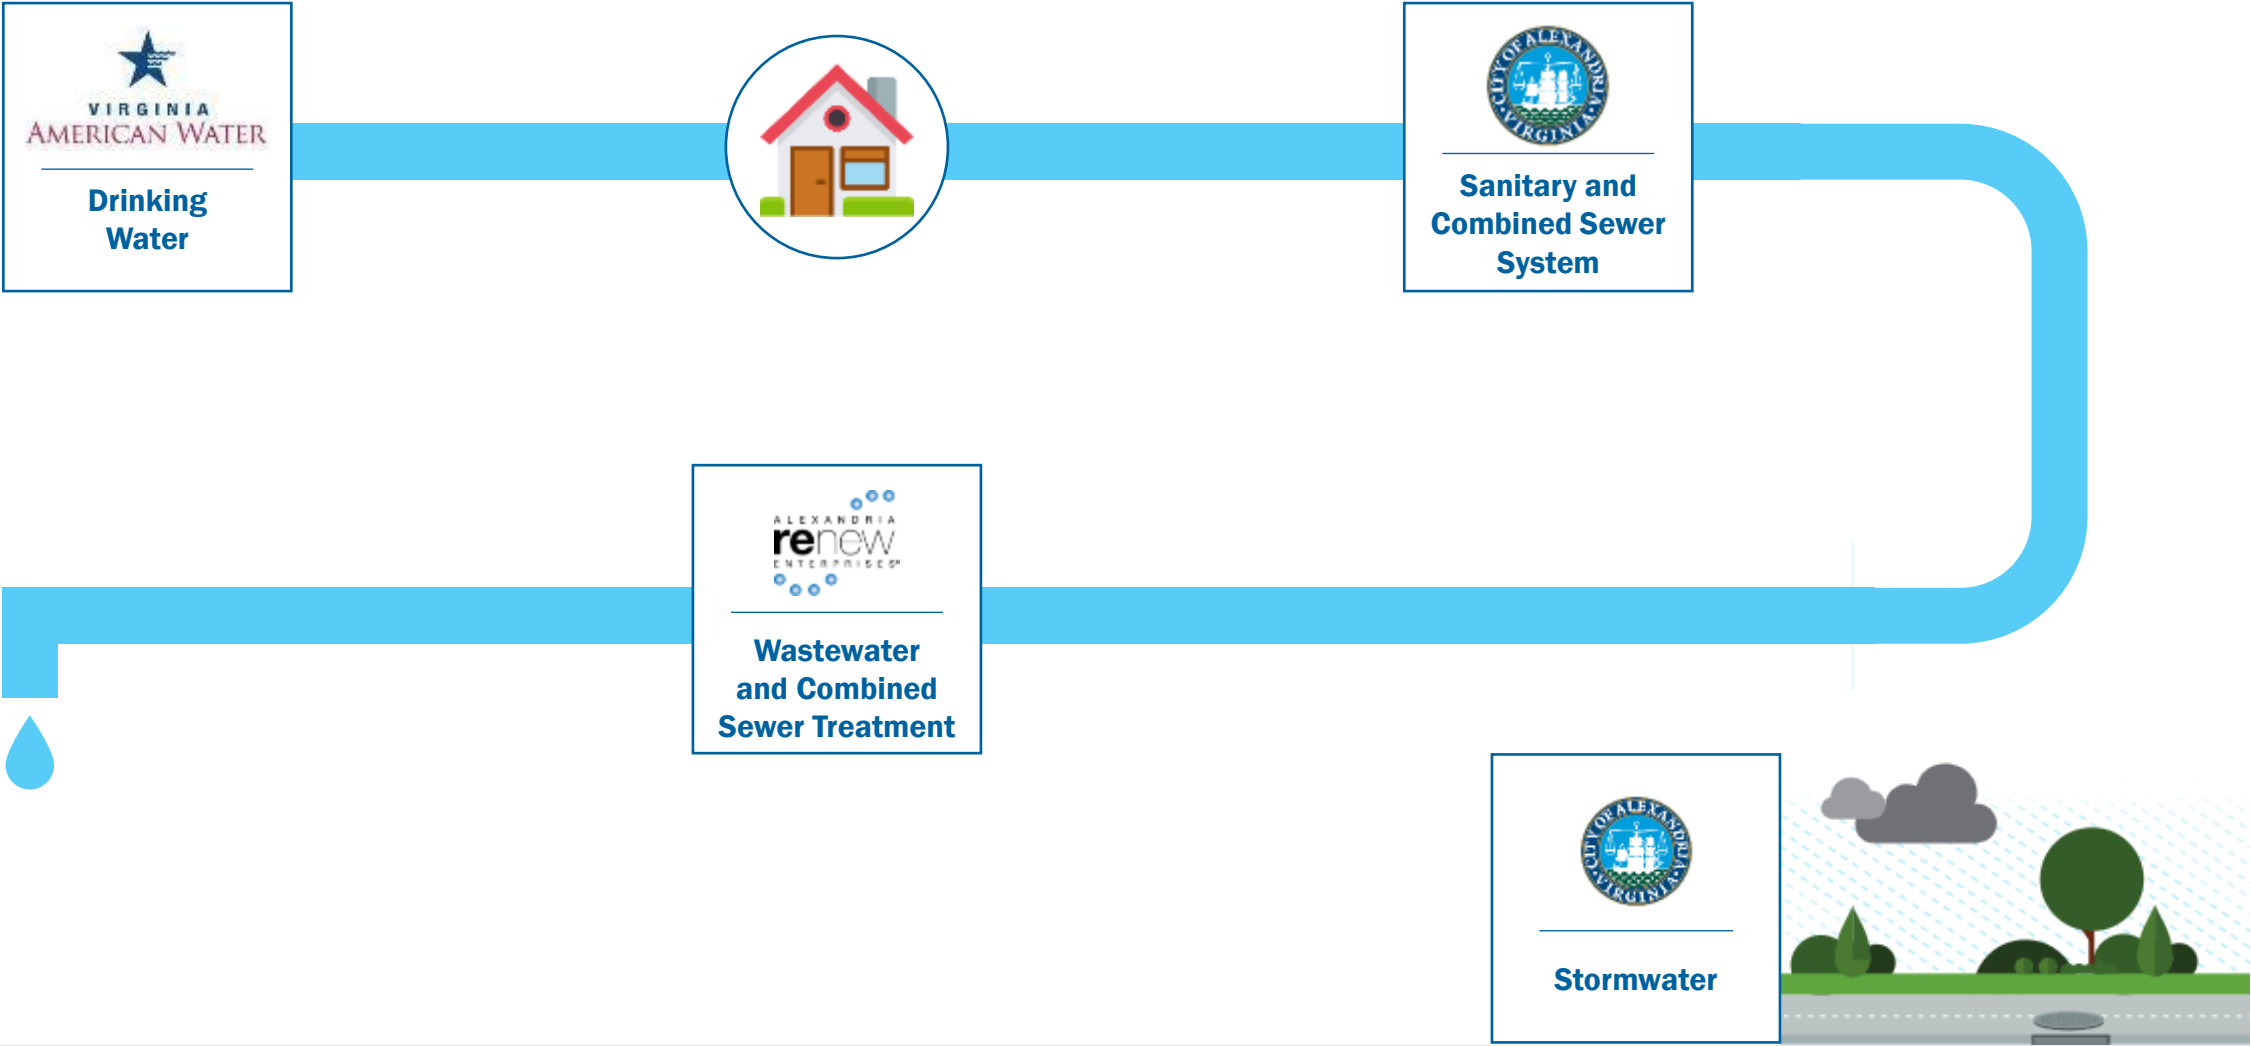 VIRGINIA
AMERICAN WATER
Drinking
Water
CITY OF ALEXANDRIA
VIRGINIA
Sanitary and
Combined Sewer
System
ALEXANDRIA
renew
ENTERPRISES®
Wastewater
and Combined
Sewer Treatment
CITY OF ALEXANDRIA
VIRGINIA
Stormwater